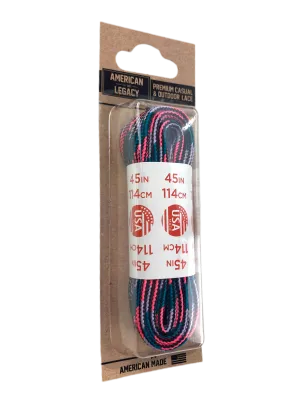 AMERICAN
LEGACY
PREMIUM CASUAL
& OUTDOOR LACE
45IN 45IN
114CM 114CM
USA USA
114CM 114CM
45IN 45IN
AMERICAN MADE